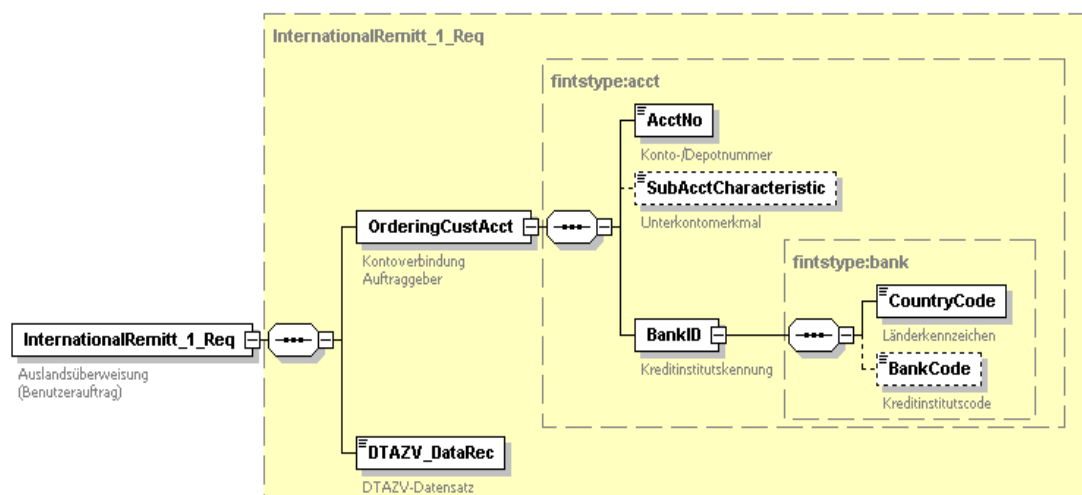 InternationalRemitt_1_Req
fintstype:acct
AcctNo
Konto-/Depotnummer
SubAcctCharacteristic
Unterkontomerkmal
OrderingCustAcct
Kontoverbindung
Auftraggeber
fintstype:bank
CountryCode
Länderkennzeichen
BankID
Kreditinstitutskennung
BankCode
Kreditinstitutscode
InternationalRemitt_1_Req
Auslandsüberweisung
(Benutzerauftrag)
DTAZV_DataRec
DTAZV-Datensatz